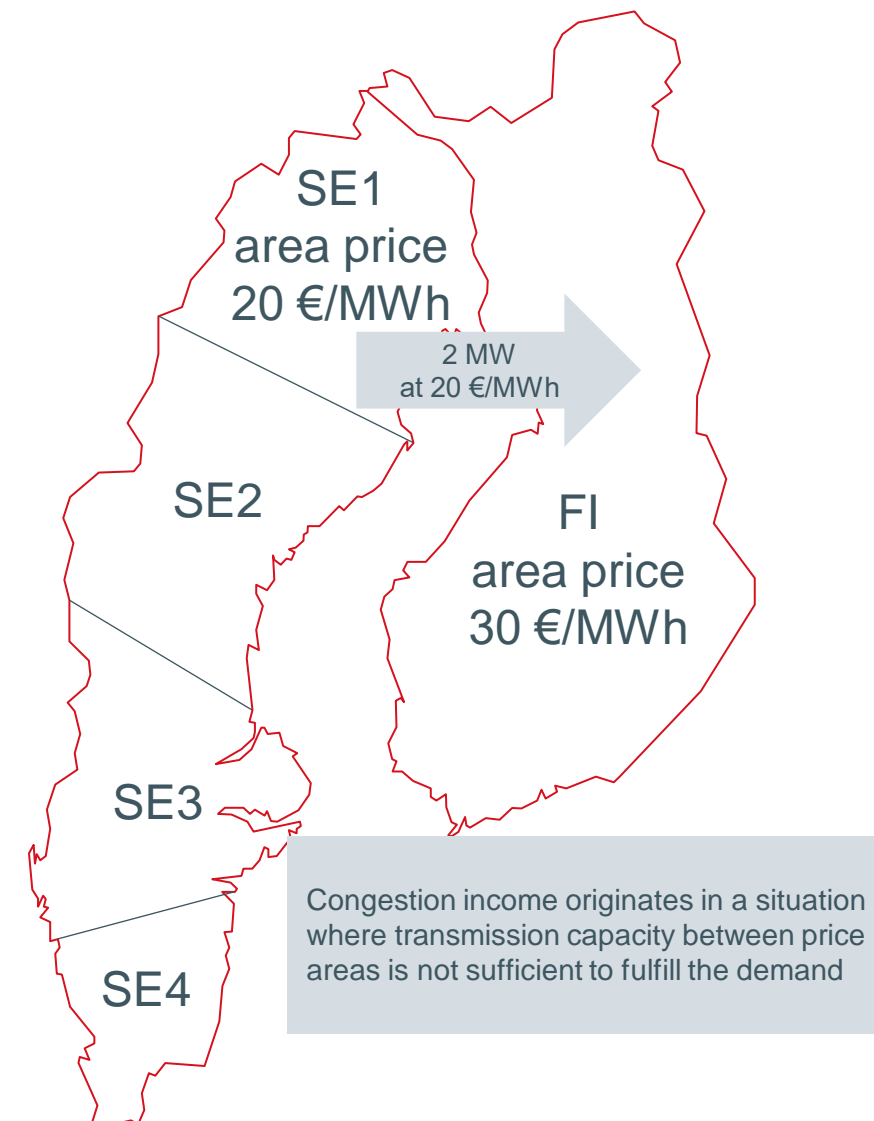 SE1
area price
20 €/MWh
2 MW
at 20 €/MWh
SE2
FI
area price
30 €/MWh
SE3
Congestion income originates in a situation
where transmission capacity between price
areas is not sufficient to fulfill the demand
SE4